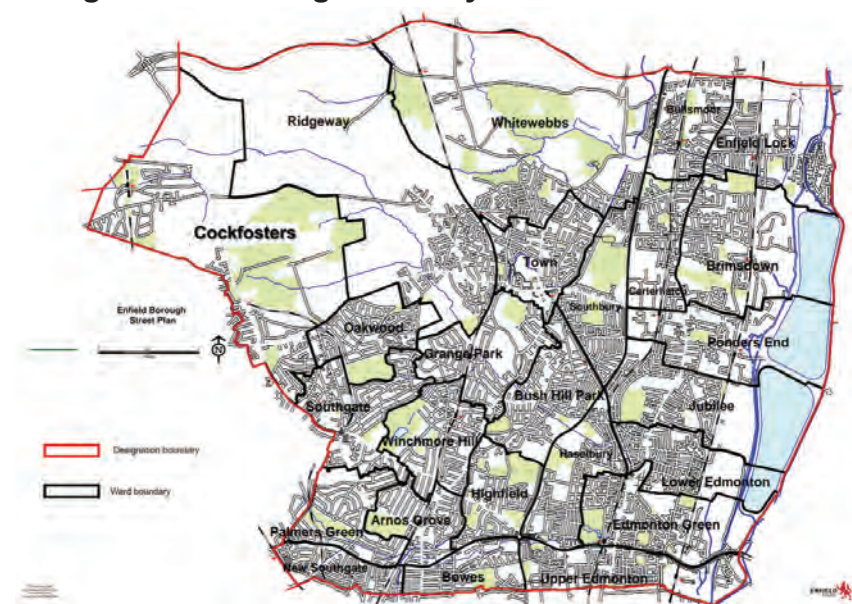 Ridgeway
Whitewebbs
Bullsmoor
Enfield Lock
Cockfosters
Town
Brimsdown
Enfield Borough
Street Plan
Southbury
Carterhatch
Oakwood
Grange Park
Ponders End
N
Southgate
Bush Hill Park
Jubilee
Winchmore Hill
Haselbury
Designation boundary
Lower Edmonton
Ward boundary
Highfield
Arnos Grove
Edmonton Green
Palmers Green
New Southgate
Bowes
Upper Edmonton
ENFIELD